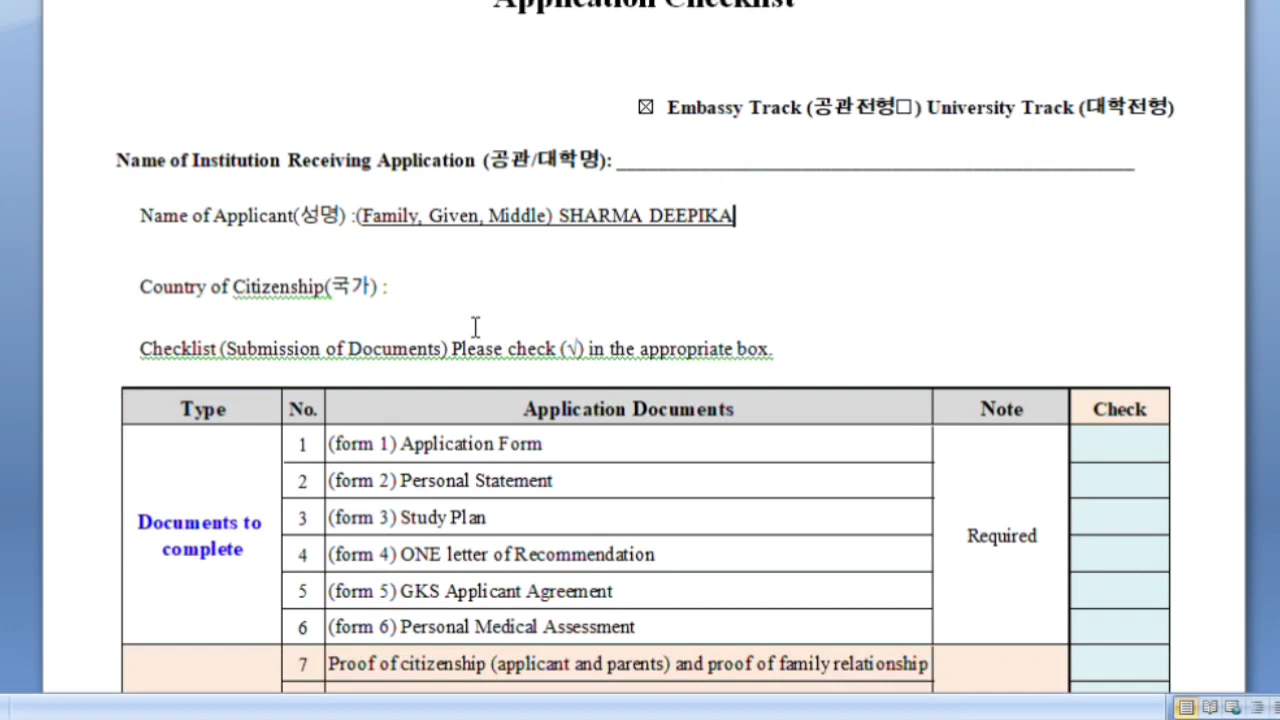 Application Checklist
☒ Embassy Track (공관전형☐) University Track (대학전형)
Name of Institution Receiving Application (공관/대학명): ____________________________________________________
Name of Applicant(성명) :(Family, Given, Middle) SHARMA DEEPIKA
Country of Citizenship(국가) :
Checklist (Submission of Documents) Please check (√) in the appropriate box.
Type No. Application Documents Note Check
1 (form 1) Application Form
2 (form 2) Personal Statement
3 (form 3) Study Plan
Documents to complete
Required
4 (form 4) ONE letter of Recommendation
5 (form 5) GKS Applicant Agreement
6 (form 6) Personal Medical Assessment
7 Proof of citizenship (applicant and parents) and proof of family relationship